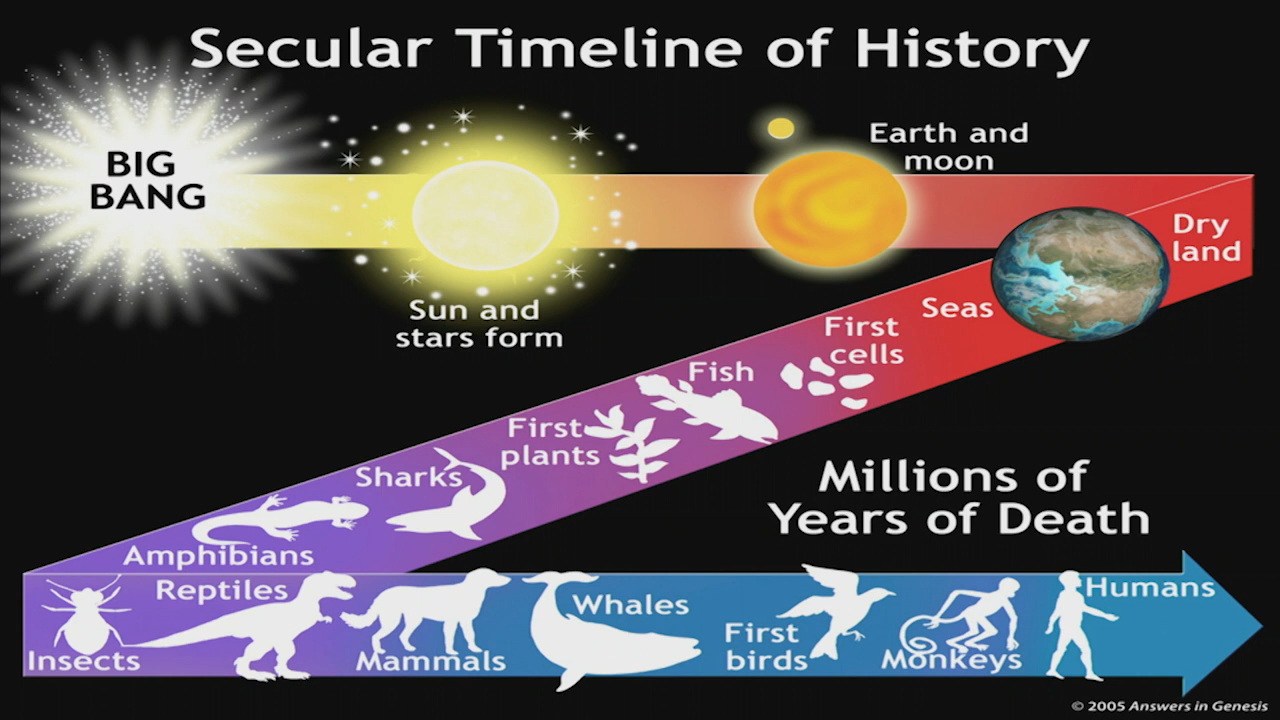 Secular Timeline of History
BIG
BANG
Sun and
stars form
Earth and
moon
Dry
land
Seas
First
cells
Fish
First
plants
Sharks
Amphibians
Millions of
Years of Death
Insects
Reptiles
Mammals
Whales
First
birds
Monkeys
Humans
© 2005 Answers in Genesis